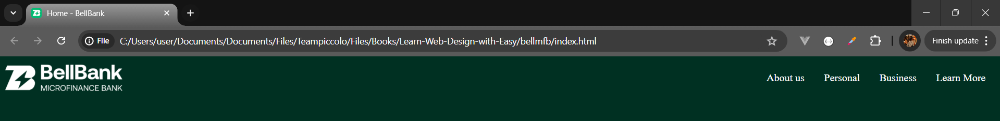 Home - BellBank
File C:/Users/user/Documents/Documents/Files/Teampiccolo/Files/Books/Learn-Web-Design-with-Easy/bellmfb/index.html Finish update
BellBank
MICROFINANCE BANK
About us Personal Business Learn More